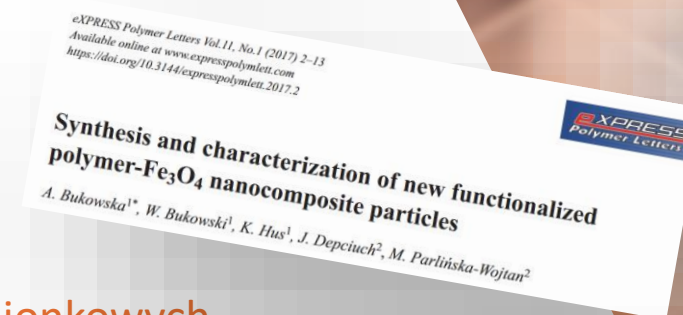 eXPRESS Polymer Letters Vol.11, No.1 (2017) 2–13
Available online at www.expresspolymlett.com
https://doi.org/10.3144/expresspolymlett.2017.2
eXPRESS
Polymer Letters
Synthesis and characterization of new functionalized
polymer-Fe₃O₄ nanocomposite particles
A. Bukowska¹*, W. Bukowski¹, K. Hus¹, J. Depciuch², M. Parlińska-Wojtan²